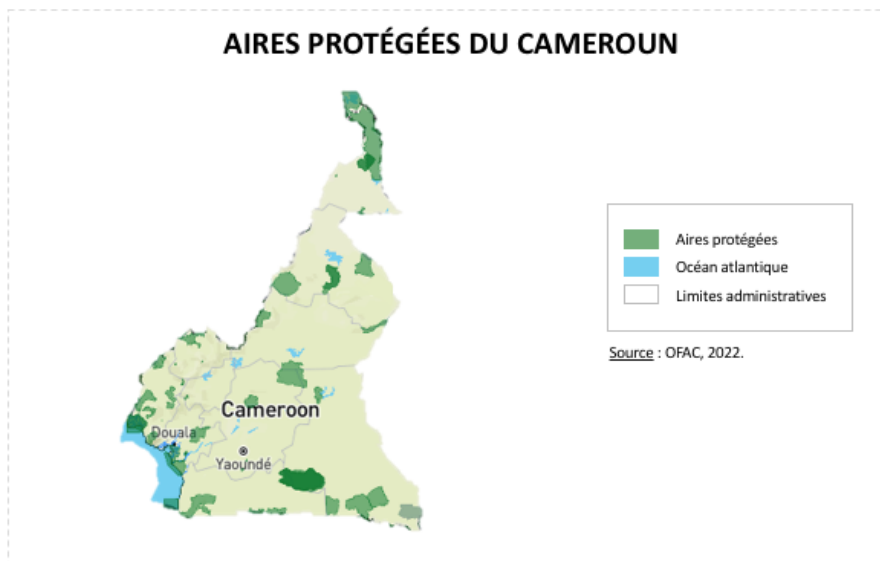 AIRES PROTÉGÉES DU CAMEROUN
Aires protégées
Océan atlantique
Limites administratives
Source : OFAC, 2022.
Cameroon
Douala
Yaoundé